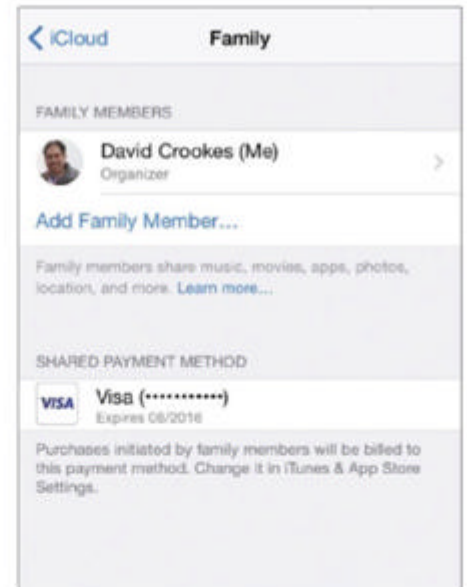 iCloud Family
FAMILY MEMBERS
David Crookes (Me)
Organizer
Add Family Member...
Family members share music, movies, apps, photos,
location, and more. Learn more...
SHARED PAYMENT METHOD
VISA Visa (•••••••••••)
Expires 08/2016
Purchases initiated by family members will be billed to
this payment method. Change it in iTunes & App Store
Settings.